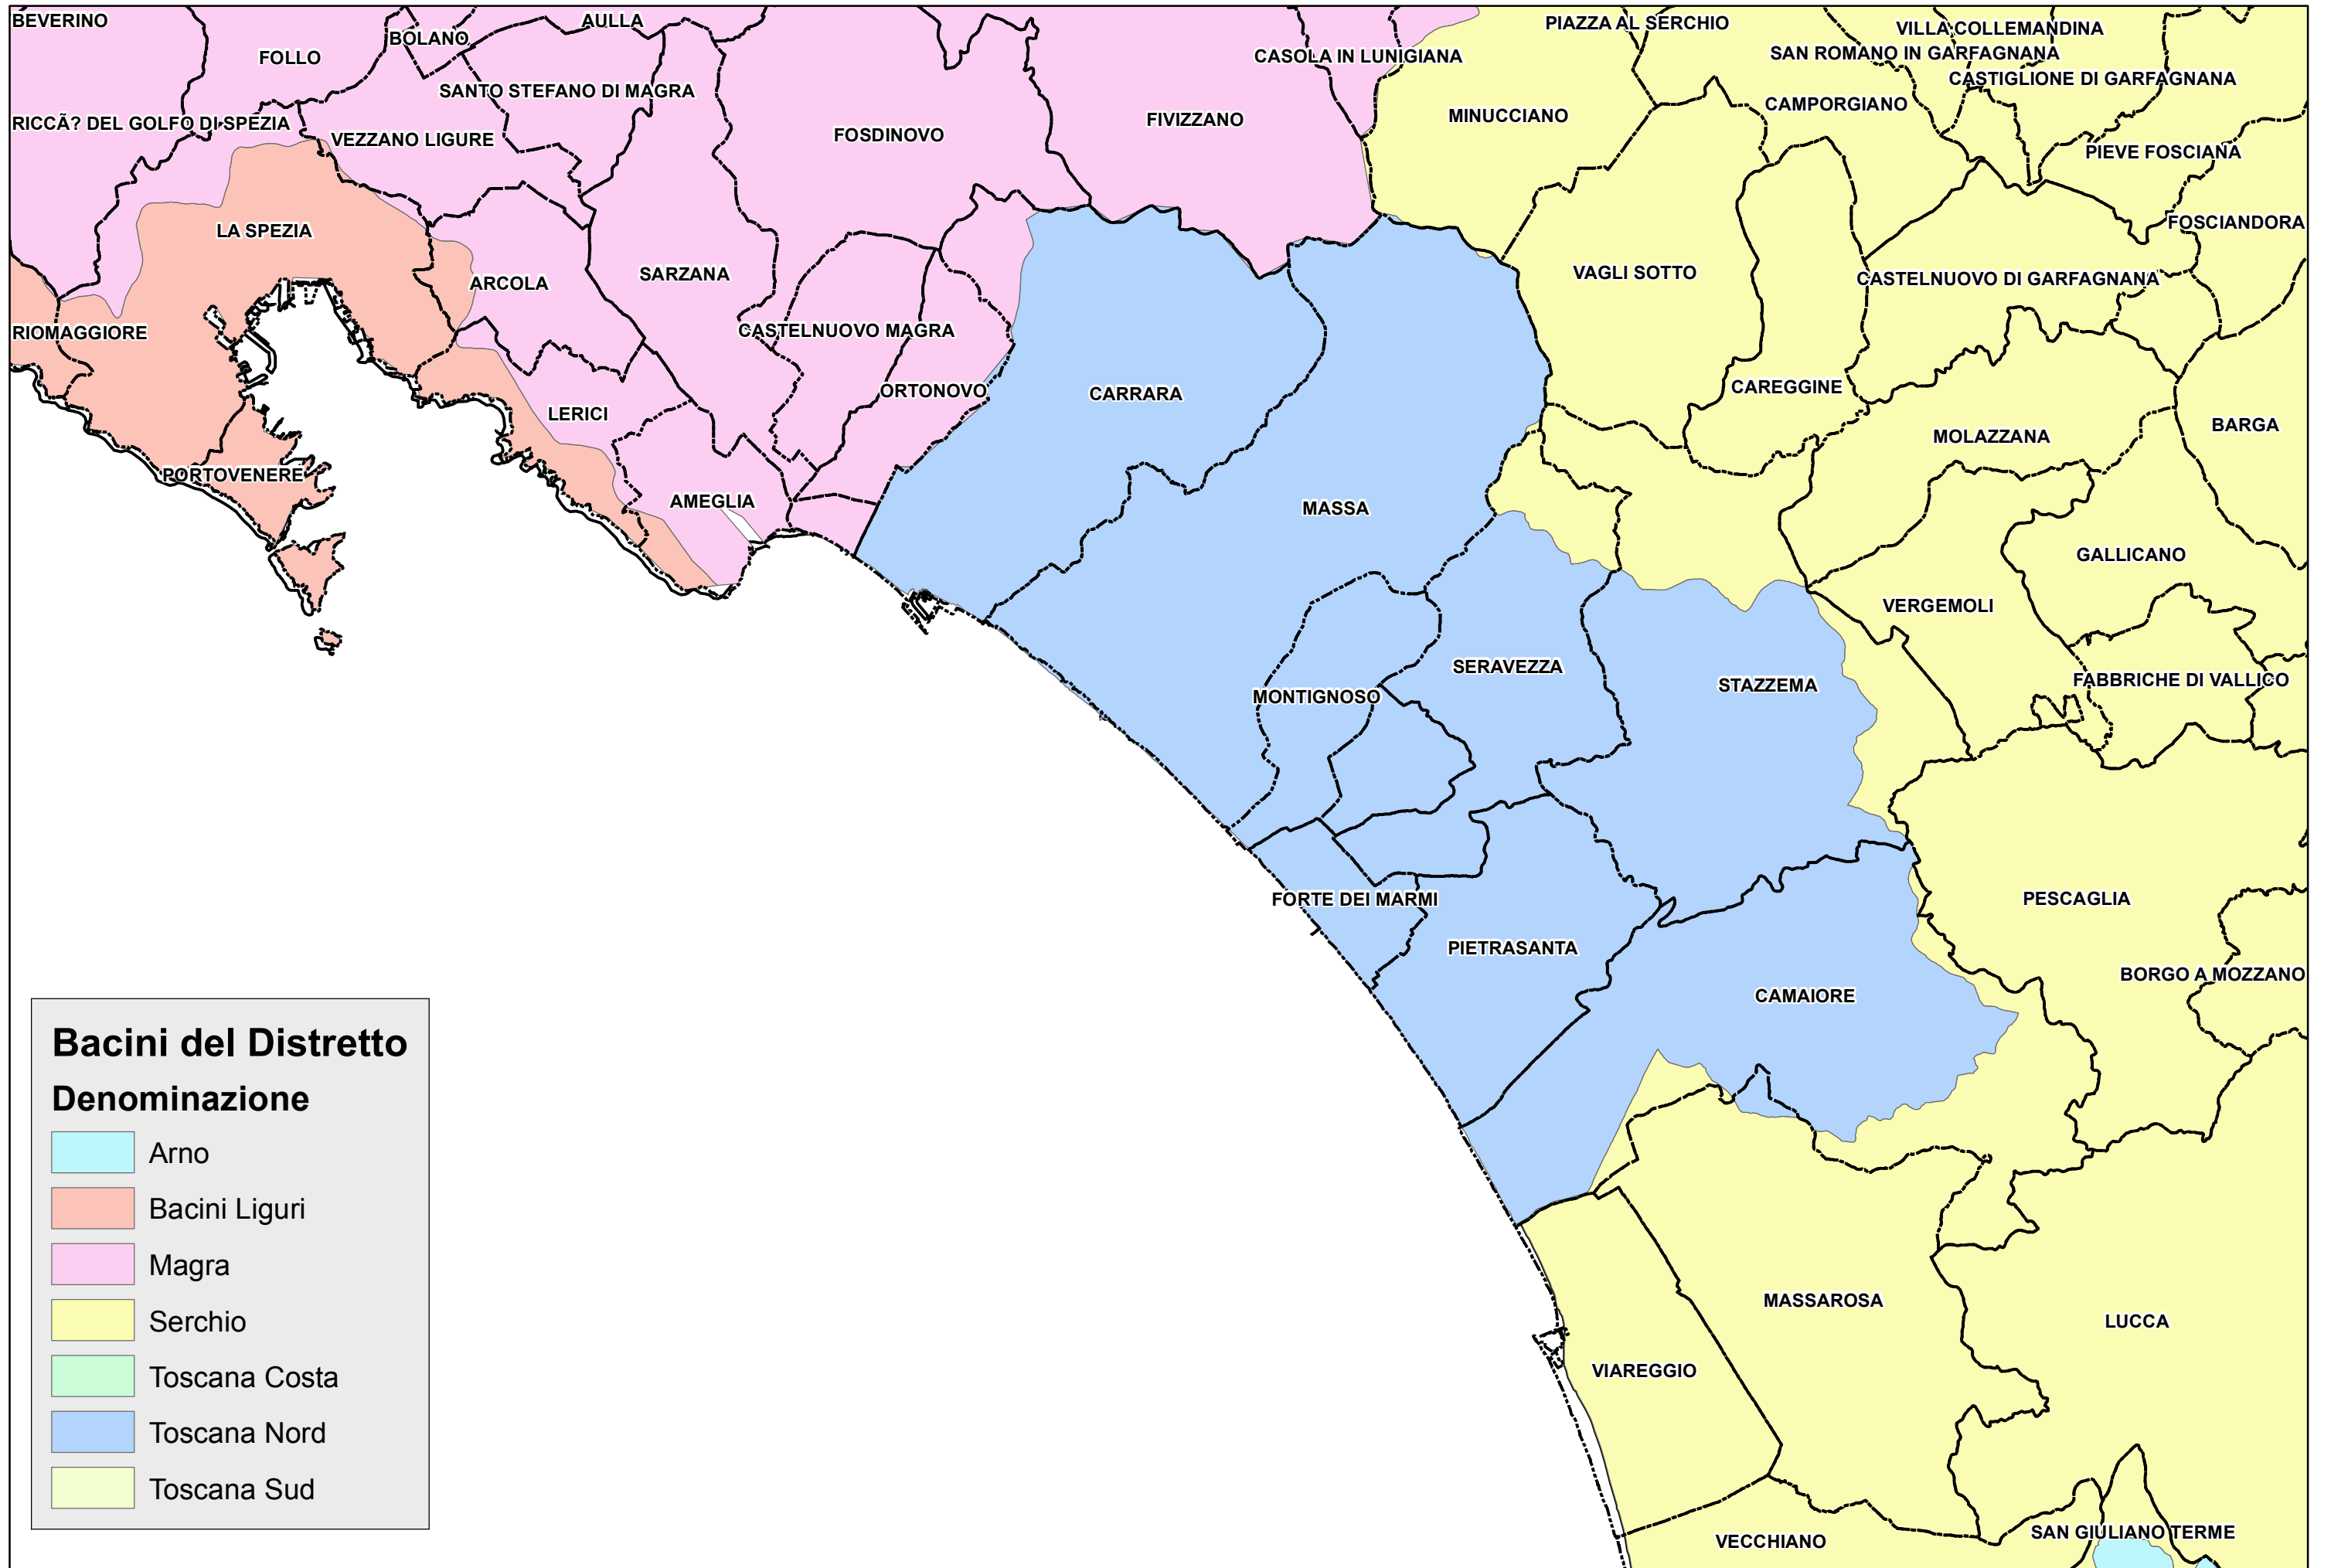 BEVERINO
AULLA
PIAZZA AL SERCHIO
VILLA COLLEMANDINA
BOLANO
FOLLO
CASOLA IN LUNIGIANA
SAN ROMANO IN GARFAGNANA
CASTIGLIONE DI GARFAGNANA
SANTO STEFANO DI MAGRA
CAMPORGIANO
RICCÃ? DEL GOLFO DI SPEZIA
VEZZANO LIGURE
FOSDINOVO
FIVIZZANO
MINUCCIANO
PIEVE FOSCIANA
LA SPEZIA
FOSCIANDORA
ARCOLA
SARZANA
VAGLI SOTTO
CASTELNUOVO DI GARFAGNANA
RIOMAGGIORE
CASTELNUOVO MAGRA
ORTONOVO
CARRARA
CAREGGINE
LERICI
MOLAZZANA
BARGA
PORTOVENERE
AMEGLIA
MASSA
GALLICANO
VERGEMOLI
SERAVEZZA
STAZZEMA
FABBRICHE DI VALLICO
MONTIGNOSO
FORTE DEI MARMI
PESCAGLIA
PIETRASANTA
BORGO A MOZZANO
CAMAIORE
MASSAROSA
LUCCA
VIAREGGIO
SAN GIULIANO TERME
VECCHIANO
Bacini del Distretto
Denominazione
Arno
Bacini Liguri
Magra
Serchio
Toscana Costa
Toscana Nord
Toscana Sud